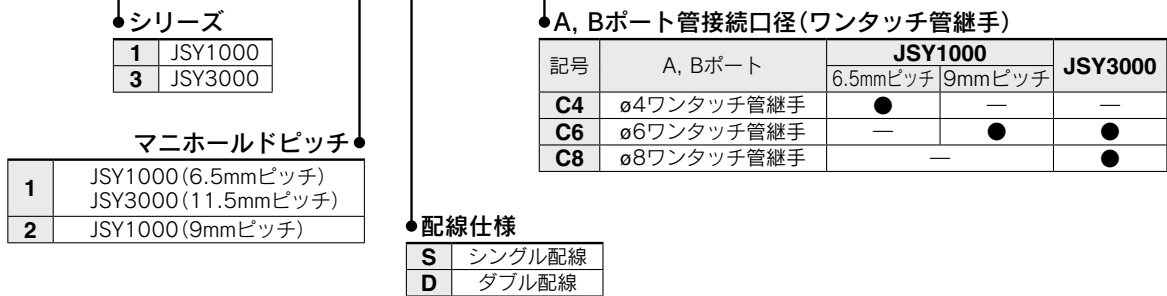 シリーズ
1 JSY1000
3 JSY3000
マニホールドピッチ
1 JSY1000(6.5mmピッチ)
JSY3000(11.5mmピッチ)
2 JSY1000(9mmピッチ)
配線仕様
S シングル配線
D ダブル配線
A, Bポート管接続口径(ワンタッチ管継手)
記号 A, Bポート JSY1000 JSY3000
6.5mmピッチ 9mmピッチ
C4 ø4ワンタッチ管継手 ● — —
C6 ø6ワンタッチ管継手 — ● ●
C8 ø8ワンタッチ管継手 — ●